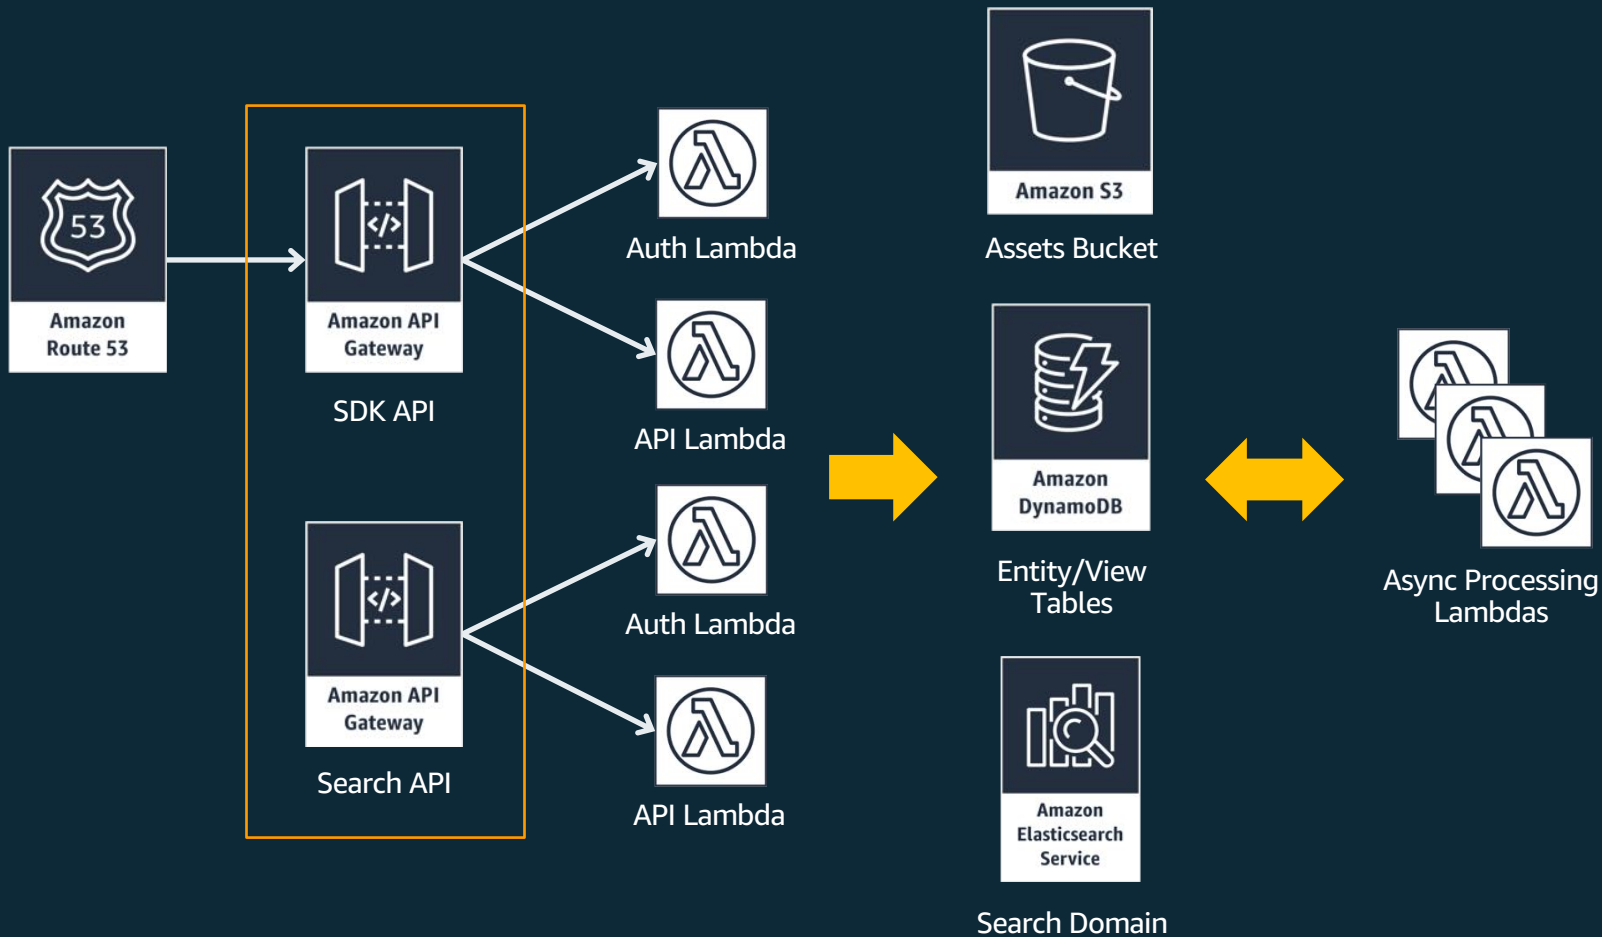 53
Amazon
Route 53
</>
Amazon API
Gateway
SDK API
</>
Amazon API
Gateway
Search API
Auth Lambda
API Lambda
Auth Lambda
API Lambda
Amazon S3
Assets Bucket
Amazon
DynamoDB
Entity/View
Tables
Amazon
Elasticsearch
Service
Search Domain
Async Processing
Lambdas